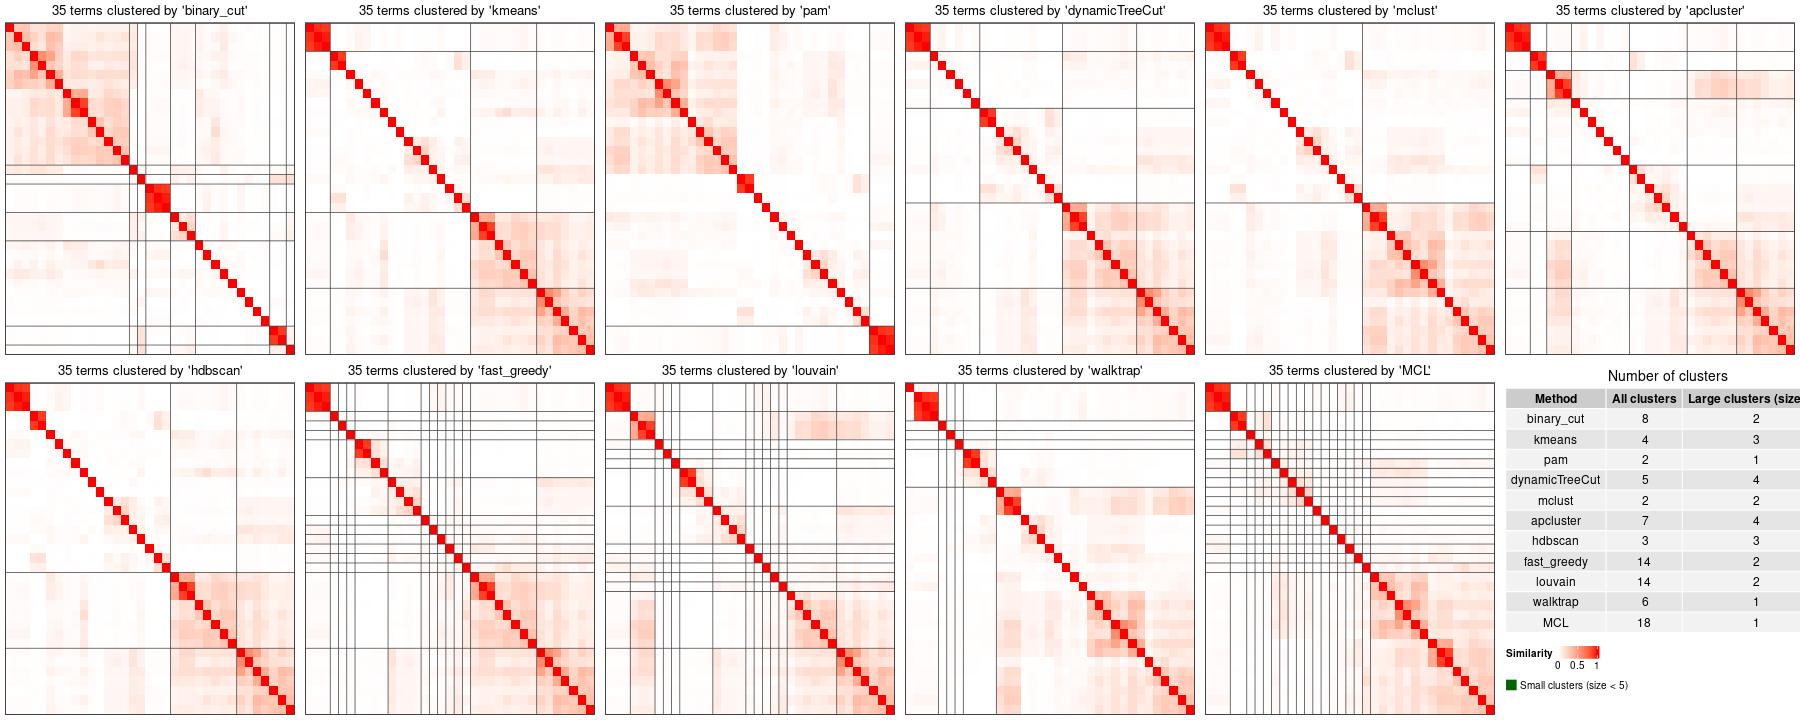 35 terms clustered by 'binary_cut'
35 terms clustered by 'kmeans'
35 terms clustered by 'pam'
35 terms clustered by 'dynamicTreeCut'
35 terms clustered by 'mclust'
35 terms clustered by 'apcluster'
35 terms clustered by 'hdbscan'
35 terms clustered by 'fast_greedy'
35 terms clustered by 'louvain'
35 terms clustered by 'walktrap'
35 terms clustered by 'MCL'
Number of clusters
Method All clusters Large clusters (size
binary_cut 8 2
kmeans 4 3
pam 2 1
dynamicTreeCut 5 4
mclust 2 2
apcluster 7 4
hdbscan 3 3
fast_greedy 14 2
louvain 14 2
walktrap 6 1
MCL 18 1
Similarity
0 0.5 1
Small clusters (size < 5)